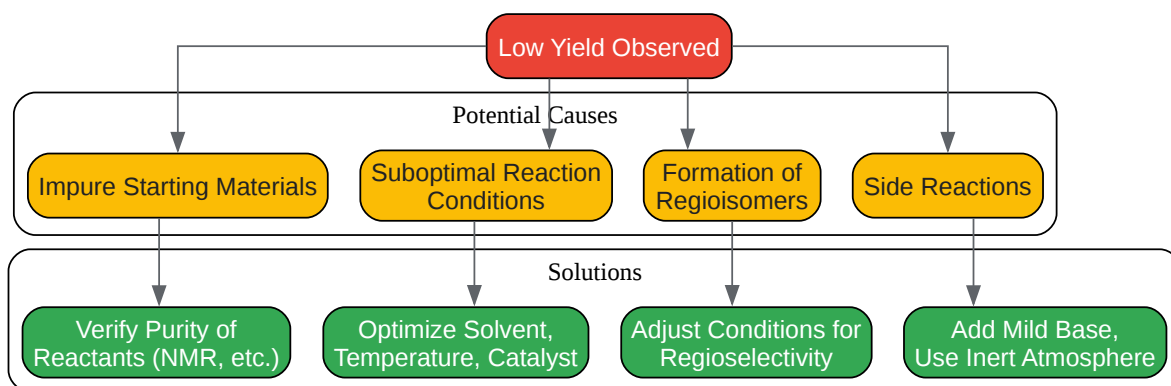 Low Yield Observed
Potential Causes
Impure Starting Materials
Suboptimal Reaction
Conditions
Formation of
Regioisomers
Side Reactions
Solutions
Verify Purity of
Reactants (NMR, etc.)
Optimize Solvent,
Temperature, Catalyst
Adjust Conditions for
Regioselectivity
Add Mild Base,
Use Inert Atmosphere